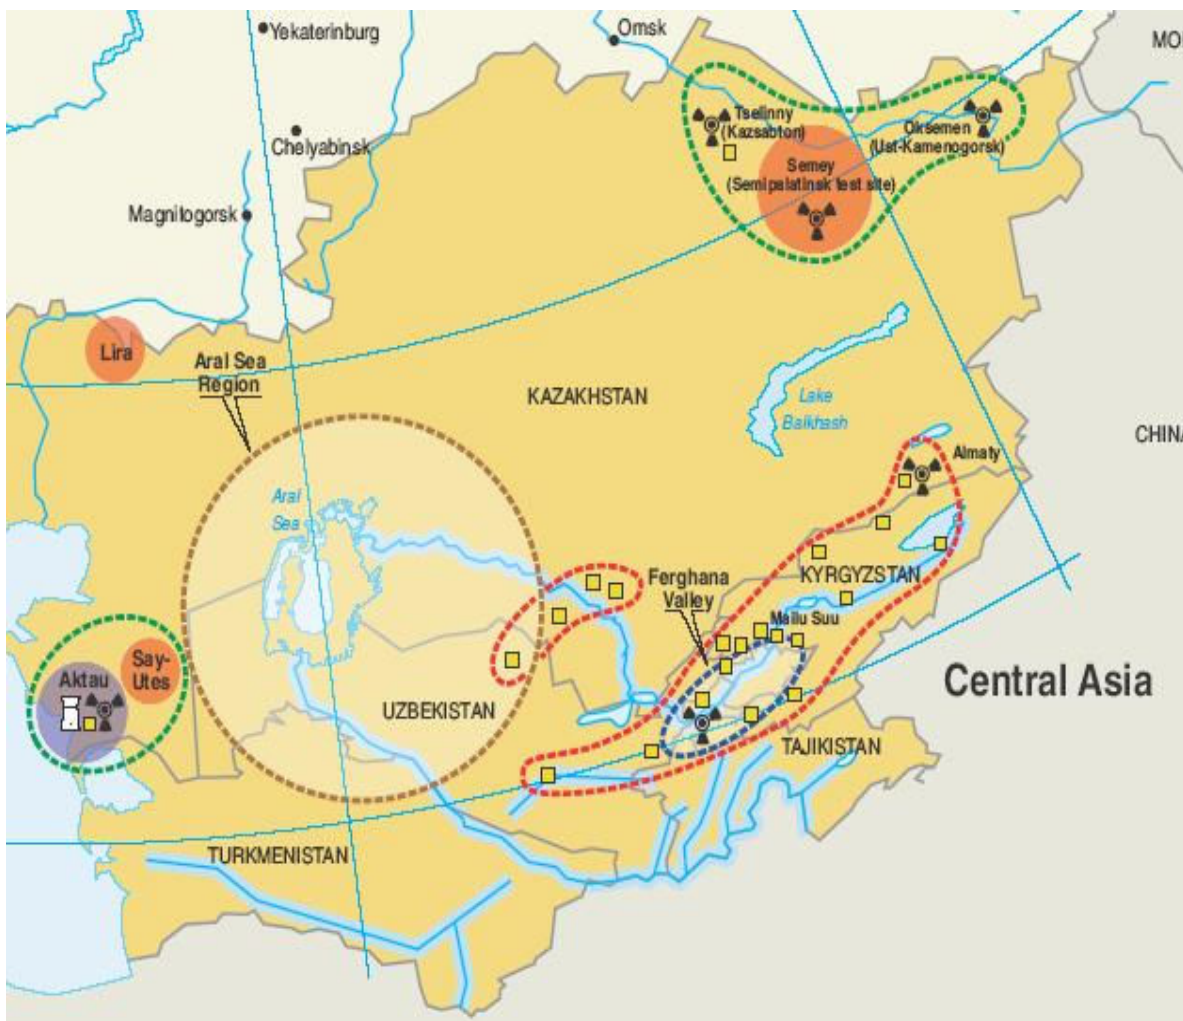 Yekaterinburg
Omsk
MO
Tselinny
(Kazsabton)
Oksemen
(Ust-Kamenogorsk)
Chelyabinsk
Semey
(Semipalatinsk test site)
Magnitogorsk
Lira
Aral Sea
Region
KAZAKHSTAN
Lake
Balkhash
CHINA
Almaty
Aral
Sea
Ferghana
Valley
KYRGYZSTAN
Mailu Suu
Say-
Utes
Aktau
Central Asia
UZBEKISTAN
TAJIKISTAN
TURKMENISTAN